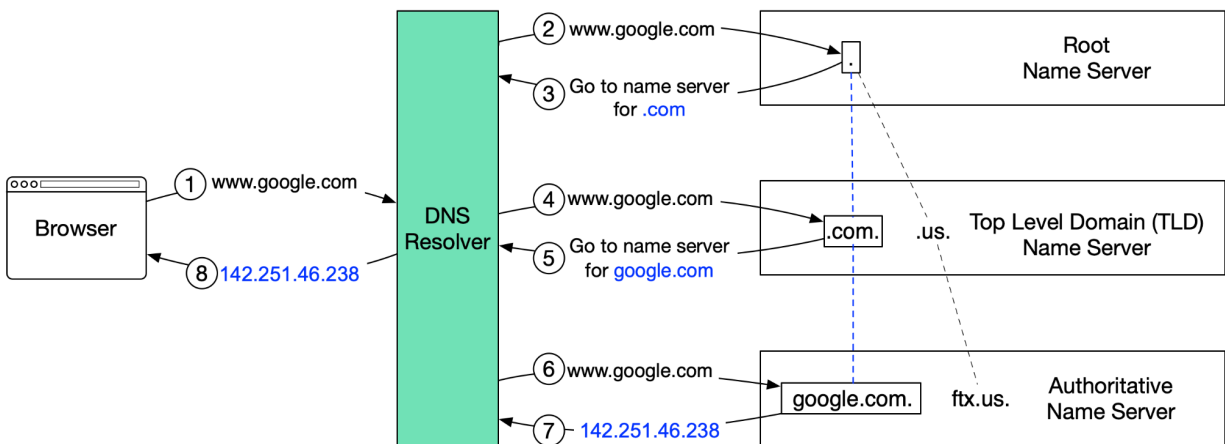 2 www.google.com
.
Root
Name Server
3 Go to name server
for .com
1 www.google.com
Browser
DNS
Resolver
8 142.251.46.238
4 www.google.com
.com.
.us.
Top Level Domain (TLD)
Name Server
5 Go to name server
for google.com
6 www.google.com
google.com.
ftx.us.
Authoritative
Name Server
7 142.251.46.238